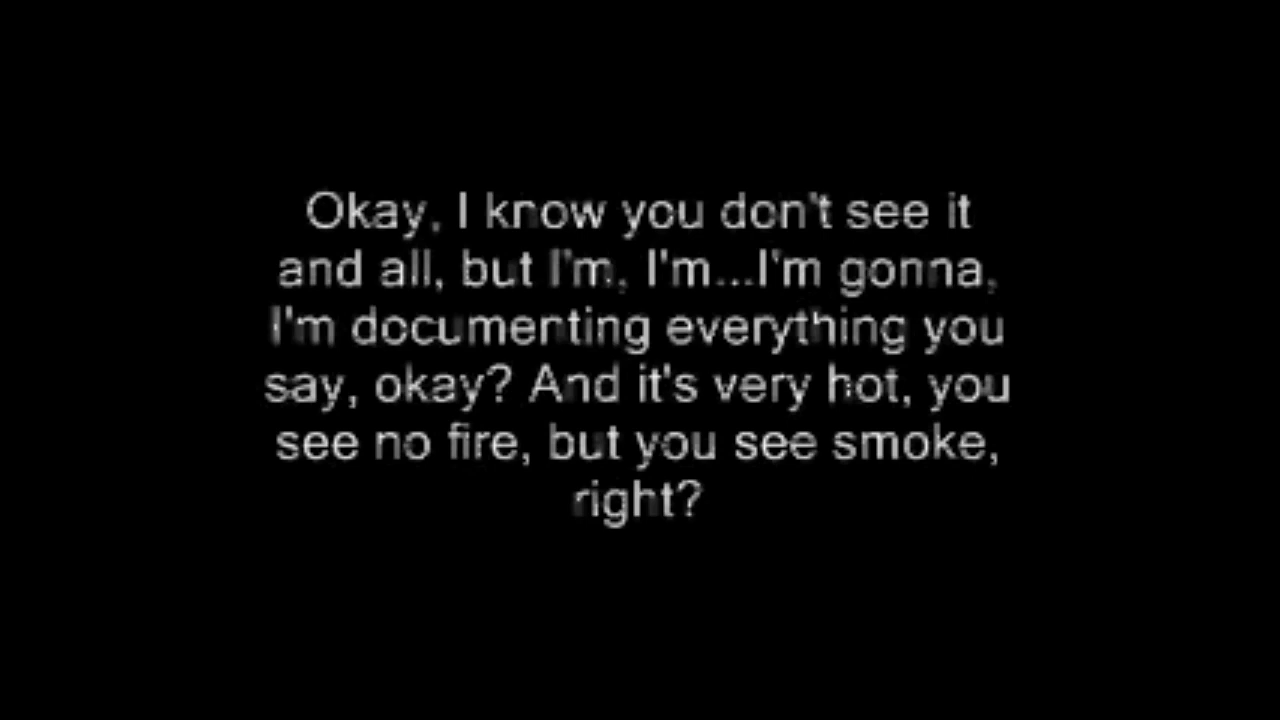 Okay, I know you don't see it
and all, but I'm, I'm...I'm gonna,
I'm documenting everything you
say, okay? And it's very hot, you
see no fire, but you see smoke,
right?